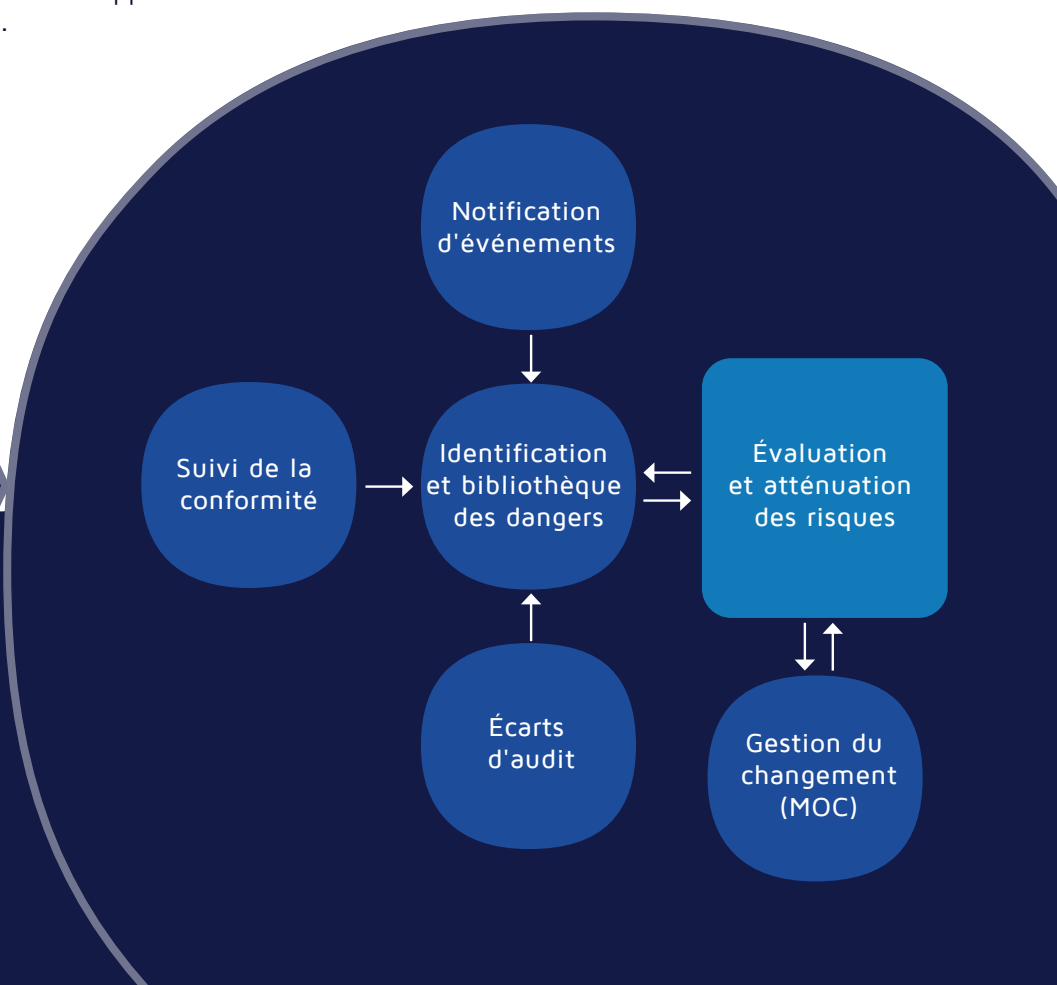 Notification
d'événements
Suivi de la
conformité
Identification
et bibliothèque
des dangers
Évaluation
et atténuation
des risques
Écarts
d'audit
Gestion du
changement
(MOC)